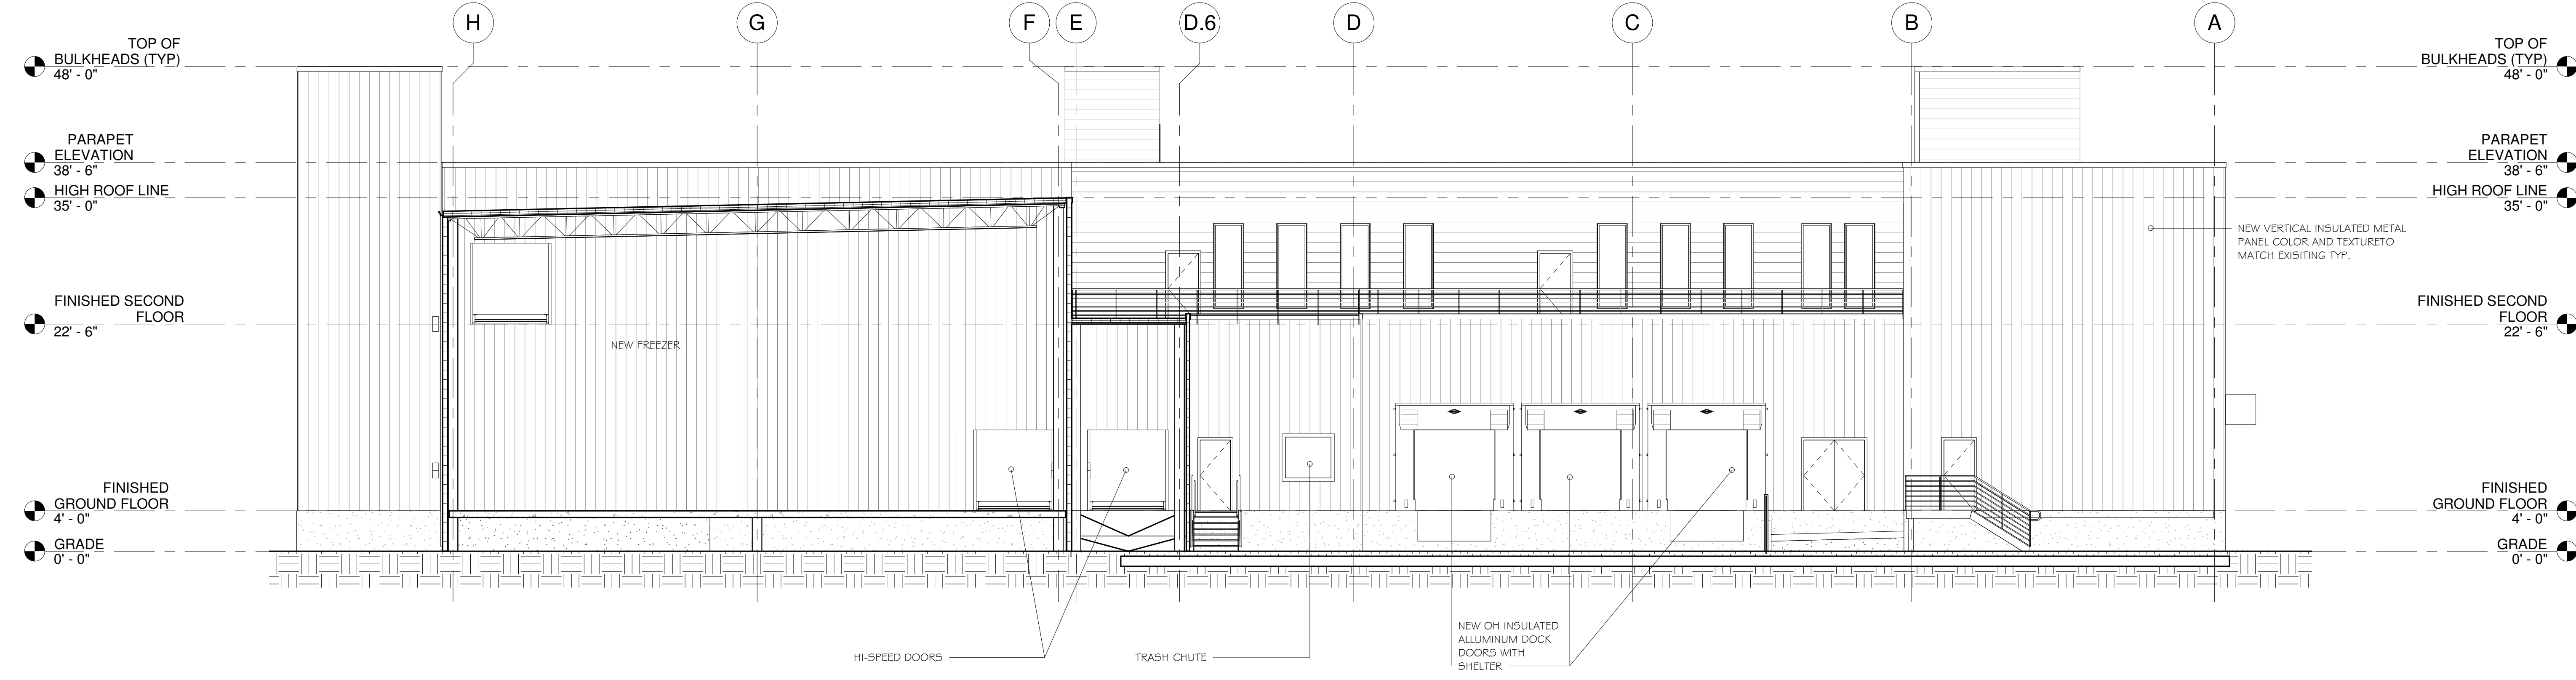 H
G
F
E
D.6
D
C
B
A
TOP OF
BULKHEADS (TYP)
48' - 0"
PARAPET
ELEVATION
38' - 6"
HIGH ROOF LINE
35' - 0"
FINISHED SECOND
FLOOR
22' - 6"
FINISHED
GROUND FLOOR
4' - 0"
GRADE
0' - 0"
NEW FREEZER
HI-SPEED DOORS
TRASH CHUTE
NEW OH INSULATED
ALLUMINUM DOCK
DOORS WITH
SHELTER
NEW VERTICAL INSULATED METAL
PANEL COLOR AND TEXTURETO
MATCH EXISITING TYP.
TOP OF
BULKHEADS (TYP)
48' - 0"
PARAPET
ELEVATION
38' - 6"
HIGH ROOF LINE
35' - 0"
FINISHED SECOND
FLOOR
22' - 6"
FINISHED
GROUND FLOOR
4' - 0"
GRADE
0' - 0"